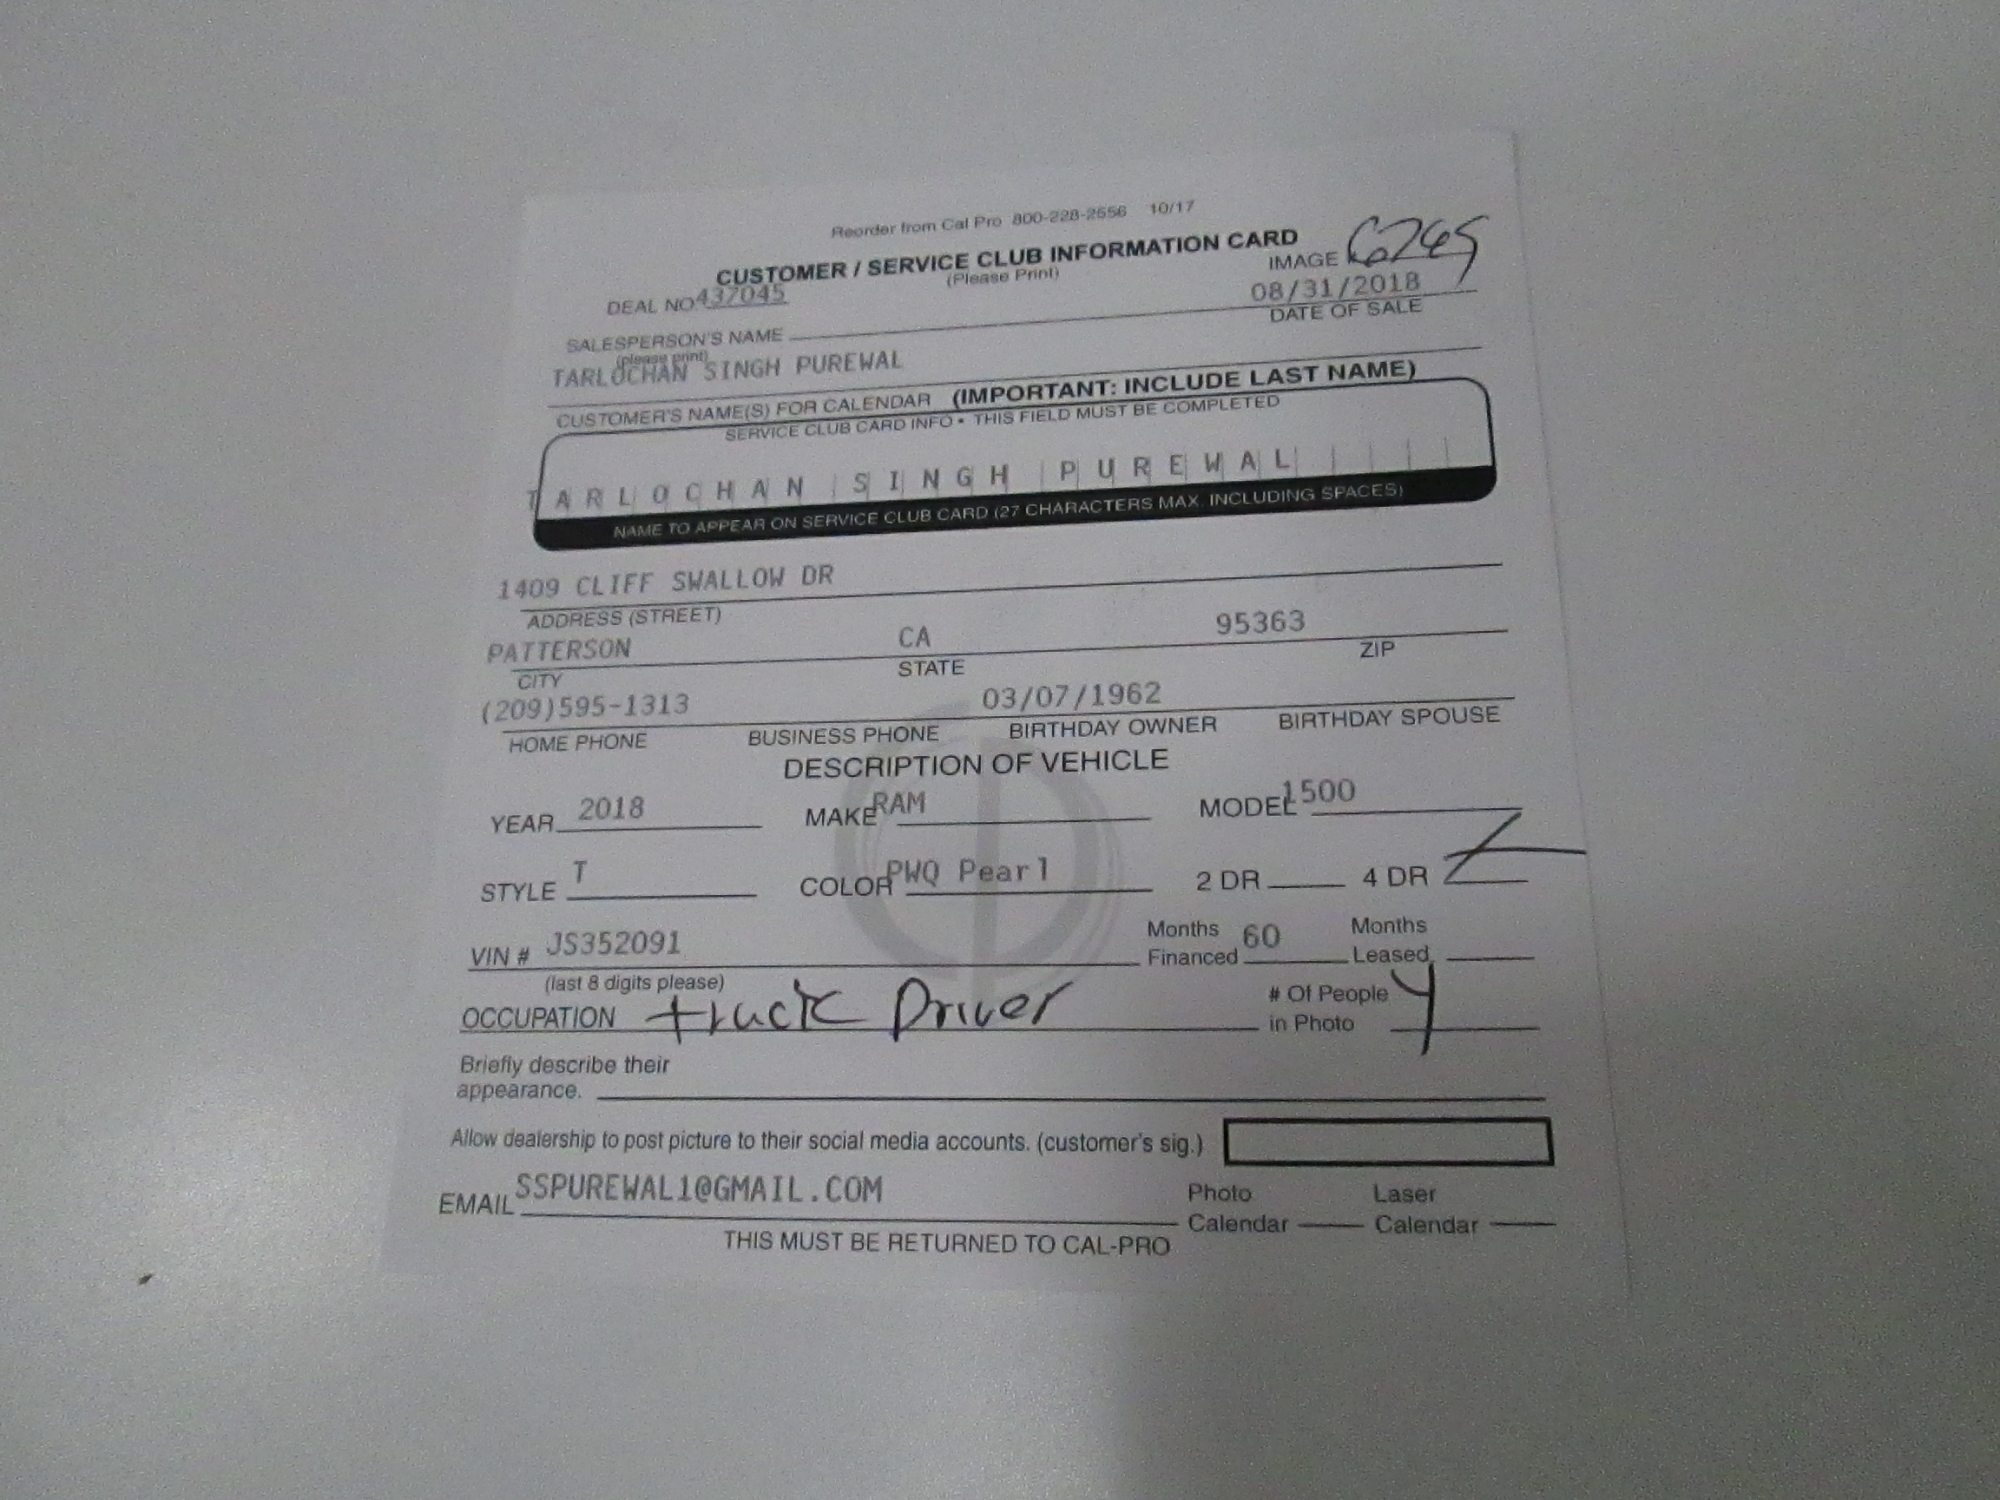 Reorder from Cal Pro 800-228-2556 10/17
CUSTOMER / SERVICE CLUB INFORMATION CARD
(Please Print)
IMAGE
DEAL NO. 437045
08/31/2018
SALESPERSON'S NAME
DATE OF SALE
(please print)
TARLOCHAN SINGH PUREWAL
CUSTOMER'S NAME(S) FOR CALENDAR (IMPORTANT: INCLUDE LAST NAME)
SERVICE CLUB CARD INFO • THIS FIELD MUST BE COMPLETED
TARLOCHAN SINGH PUREWAL
NAME TO APPEAR ON SERVICE CLUB CARD (27 CHARACTERS MAX. INCLUDING SPACES)
1409 CLIFF SWALLOW DR
ADDRESS (STREET)
PATTERSON CA 95363
CITY STATE ZIP
(209)595-1313 03/07/1962
HOME PHONE BUSINESS PHONE BIRTHDAY OWNER BIRTHDAY SPOUSE
DESCRIPTION OF VEHICLE
YEAR 2018 MAKE RAM MODEL 1500
STYLE T COLOR PWQ Pearl 2 DR 4 DR
VIN # JS352091 Months Financed 60 Months Leased
(last 8 digits please)
OCCUPATION truck Driver # Of People in Photo 4
Briefly describe their
appearance.
Allow dealership to post picture to their social media accounts. (customer's sig.)
EMAIL SSPUREWAL1@GMAIL.COM Photo Calendar Laser Calendar
THIS MUST BE RETURNED TO CAL-PRO